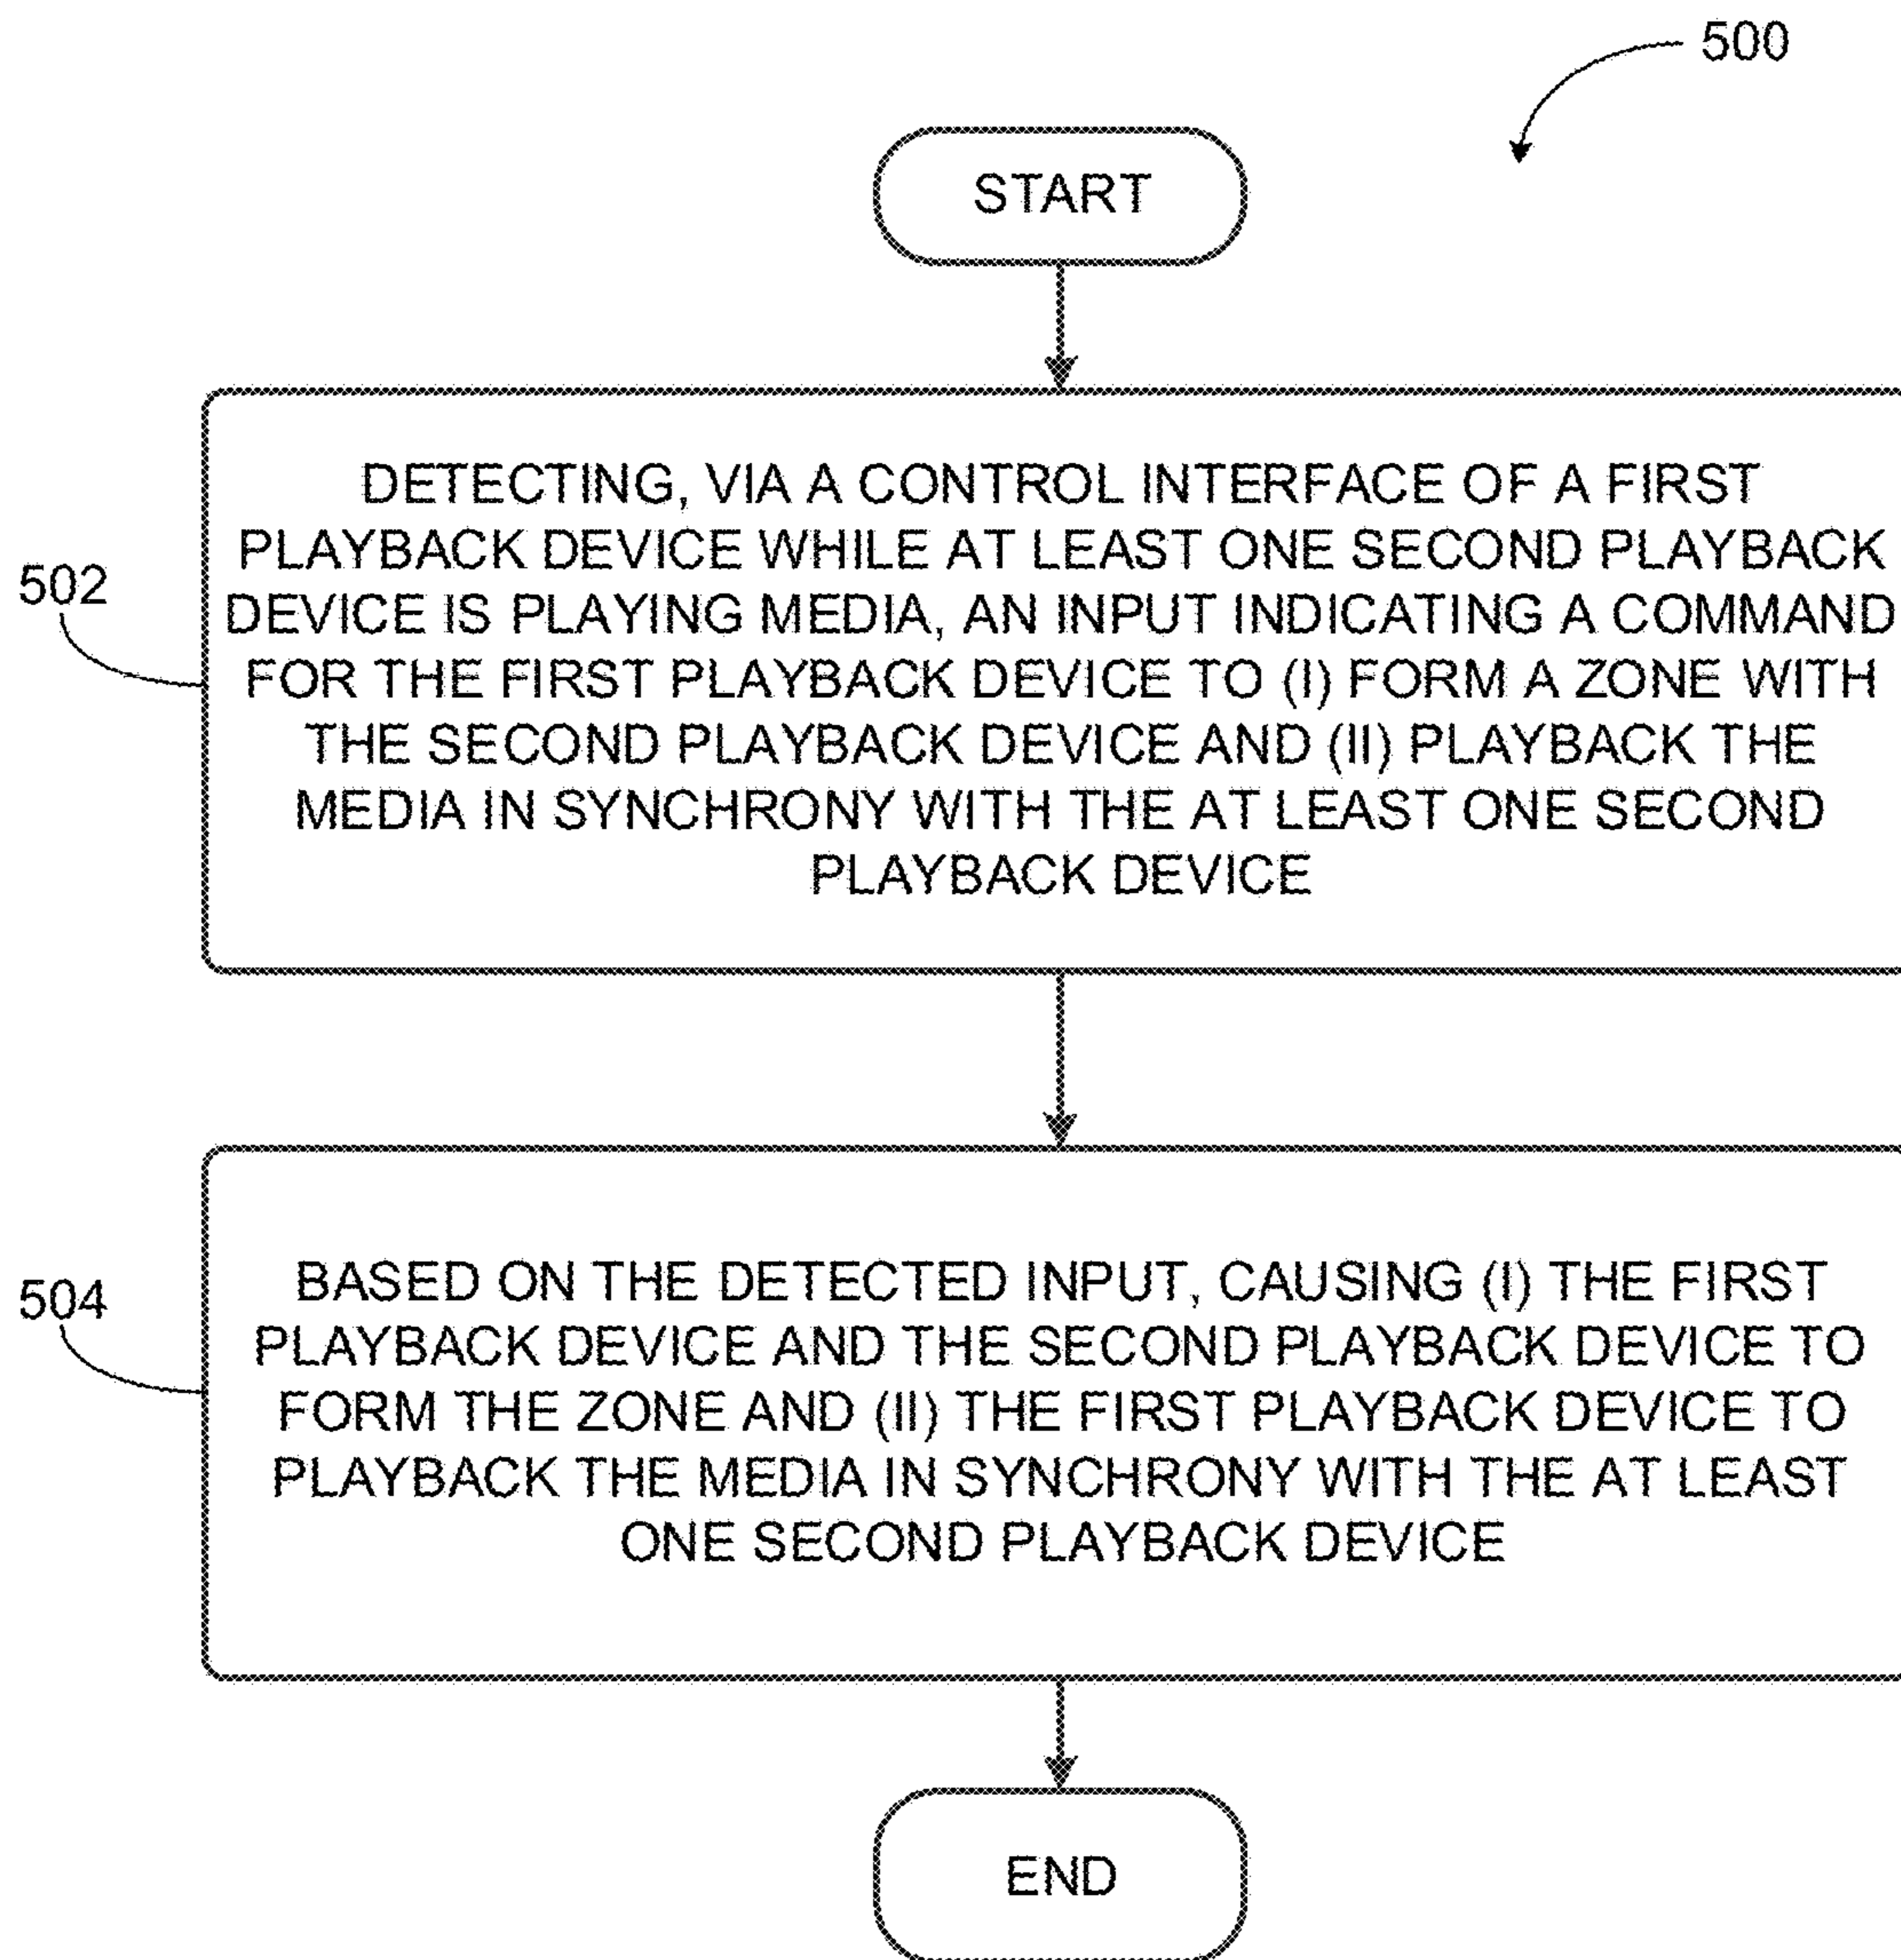 500
START
502
DETECTING, VIA A CONTROL INTERFACE OF A FIRST
PLAYBACK DEVICE WHILE AT LEAST ONE SECOND PLAYBACK
DEVICE IS PLAYING MEDIA, AN INPUT INDICATING A COMMAND
FOR THE FIRST PLAYBACK DEVICE TO (I) FORM A ZONE WITH
THE SECOND PLAYBACK DEVICE AND (II) PLAYBACK THE
MEDIA IN SYNCHRONY WITH THE AT LEAST ONE SECOND
PLAYBACK DEVICE
504
BASED ON THE DETECTED INPUT, CAUSING (I) THE FIRST
PLAYBACK DEVICE AND THE SECOND PLAYBACK DEVICE TO
FORM THE ZONE AND (II) THE FIRST PLAYBACK DEVICE TO
PLAYBACK THE MEDIA IN SYNCHRONY WITH THE AT LEAST
ONE SECOND PLAYBACK DEVICE
END